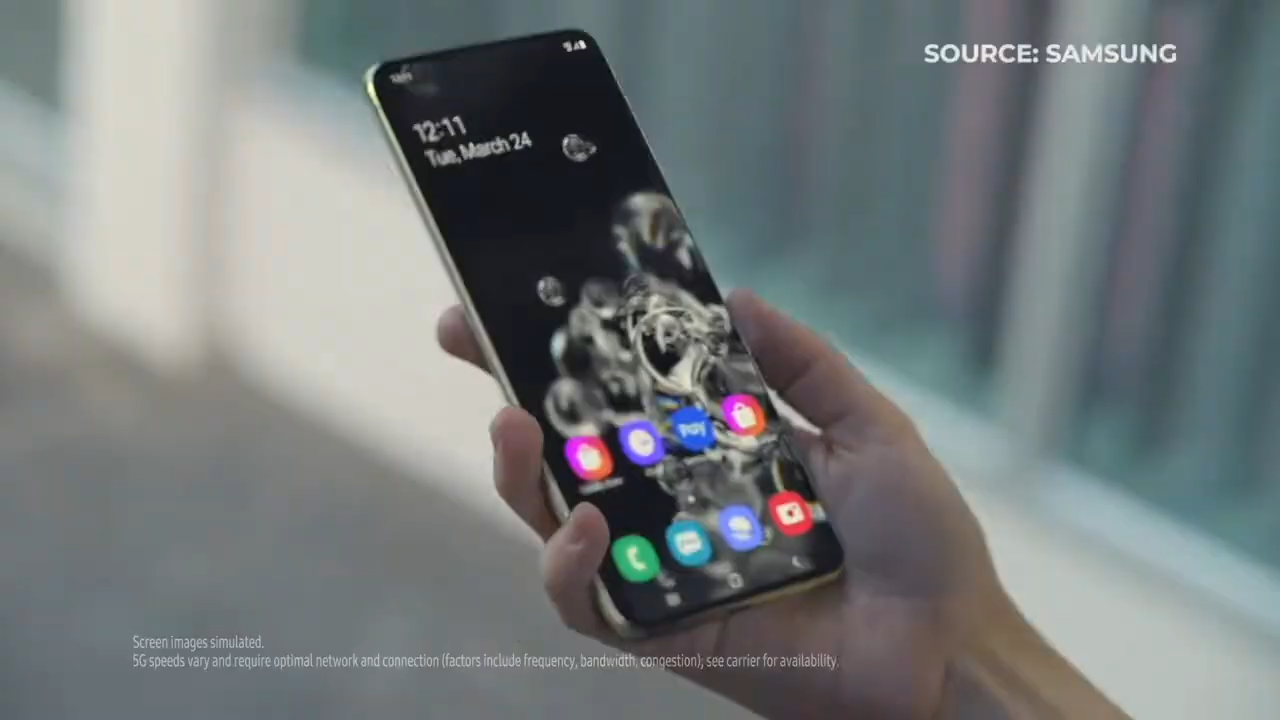 SOURCE: SAMSUNG
12:11
Tue, March 24
pay
Screen images simulated.
5G speeds vary and require optimal network and connection (factors include frequency, bandwidth, congestion); see carrier for availability.